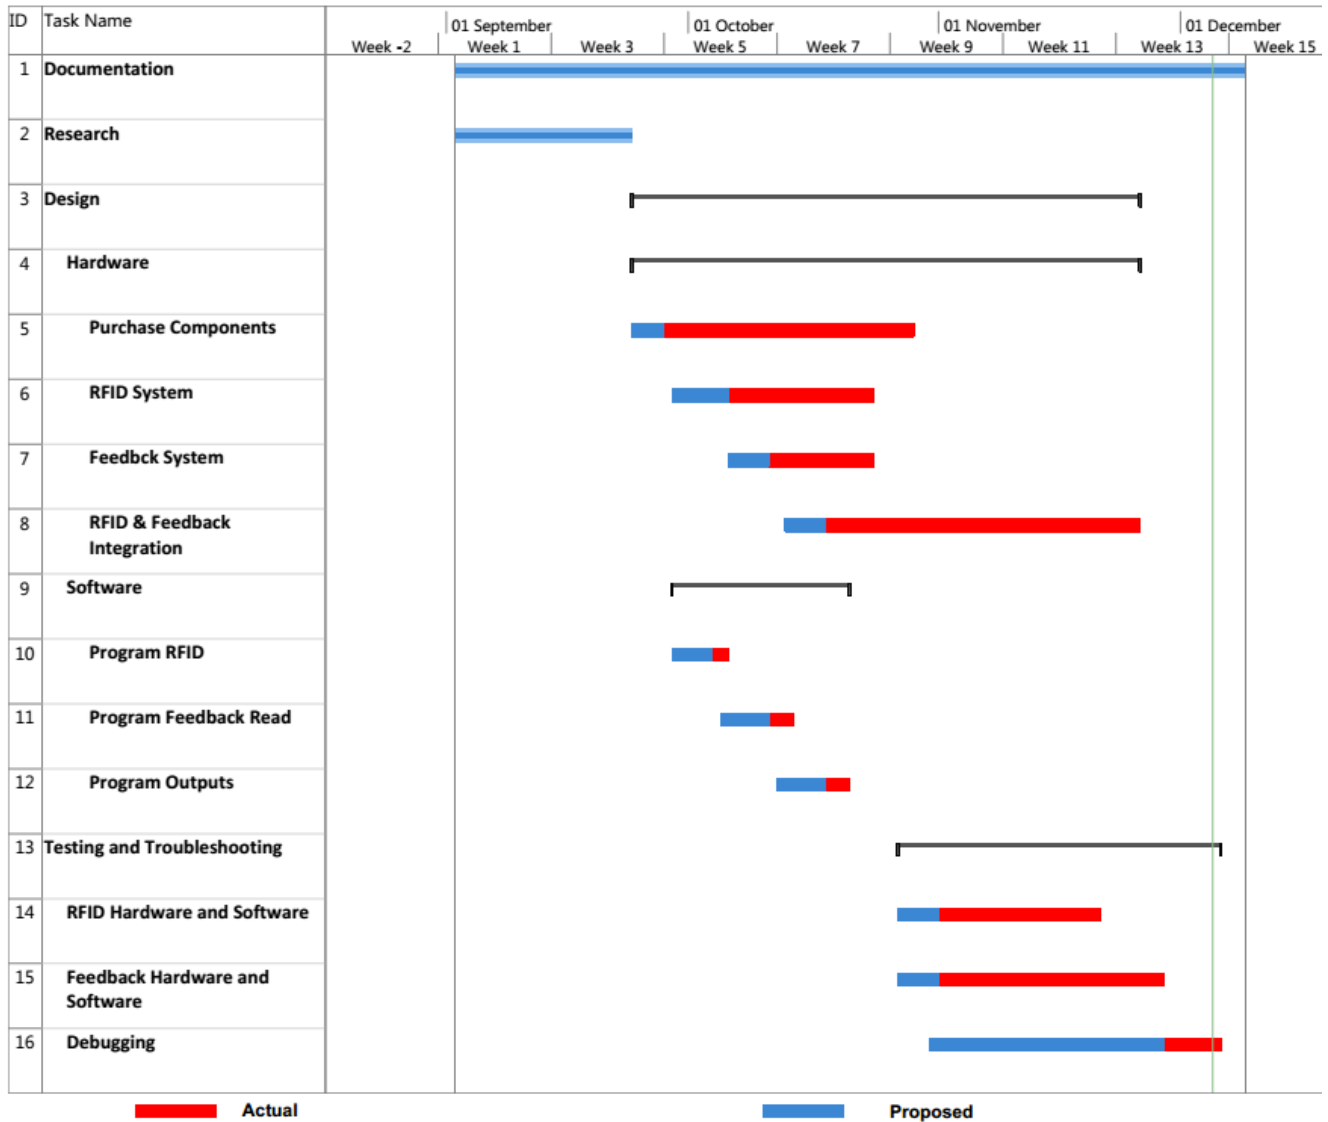 ID Task Name 01 September 01 October 01 November 01 December
Week -2 Week 1 Week 3 Week 5 Week 7 Week 9 Week 11 Week 13 Week 15
1 Documentation
2 Research
3 Design
4 Hardware
5 Purchase Components
6 RFID System
7 Feedbck System
8 RFID & Feedback
Integration
9 Software
10 Program RFID
11 Program Feedback Read
12 Program Outputs
13 Testing and Troubleshooting
14 RFID Hardware and Software
15 Feedback Hardware and
Software
16 Debugging
Actual Proposed